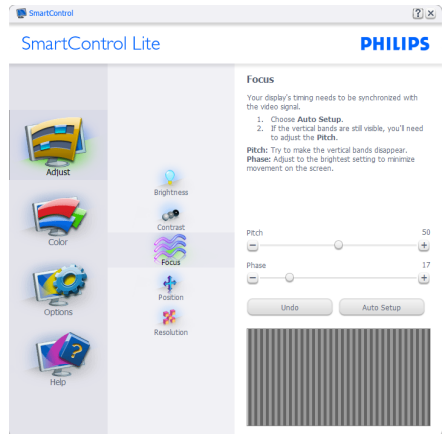 SmartControl
SmartControl Lite
PHILIPS
Adjust
Color
Options
Help
Brightness
Contrast
Focus
Position
Resolution
Focus
Your display's timing needs to be synchronized with
the video signal.
1. Choose Auto Setup.
2. If the vertical bands are still visible, you'll need
to adjust the Pitch.
Pitch: Try to make the vertical bands disappear.
Phase: Adjust to the brightest setting to minimize
movement on the screen.
Pitch 50
Phase 17
Undo Auto Setup